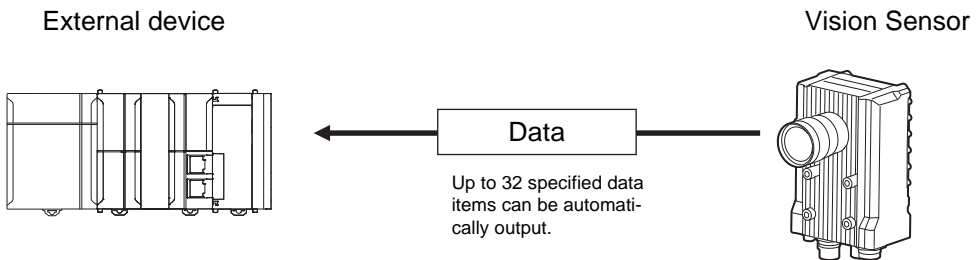 External device
Vision Sensor
Data
Up to 32 specified data
items can be automati-
cally output.